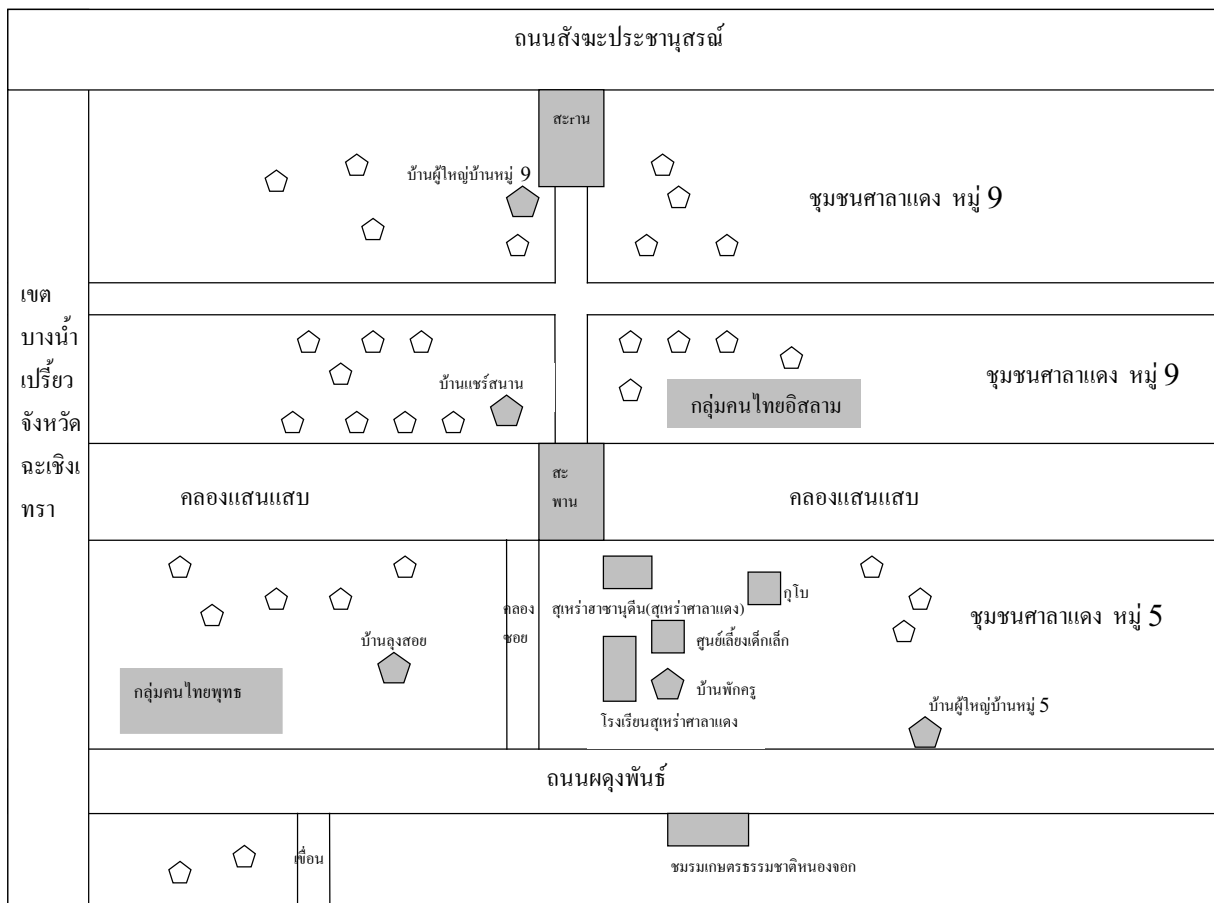 ถนนสังฆะประชานุสรณ์
สะrาน
บ้านผู้ใหญ่บ้านหมู่ 9
ชุมชนศาลาแดง หมู่ 9
เขต
บางน้ำ
เปรี้ยว
จังหวัด
ฉะเชิงเ
ทรา
บ้านแชร์สนาน
ชุมชนศาลาแดง หมู่ 9
กลุ่มคนไทยอิสลาม
คลองแสนแสบ
สะ
พาน
คลองแสนแสบ
คลอง
ซอย
สุเหร่าฮาซานุดีน(สุเหร่าศาลาแดง)
กุโบ
ชุมชนศาลาแดง หมู่ 5
บ้านลุงสอย
ศูนย์เลี้ยงเด็กเล็ก
กลุ่มคนไทยพุทธ
บ้านพักครู
บ้านผู้ใหญ่บ้านหมู่ 5
โรงเรียนสุเหร่าศาลาแดง
ถนนผดุงพันธ์
เขื่อน
ชมรมเกษตรธรรมชาติหนองจอก